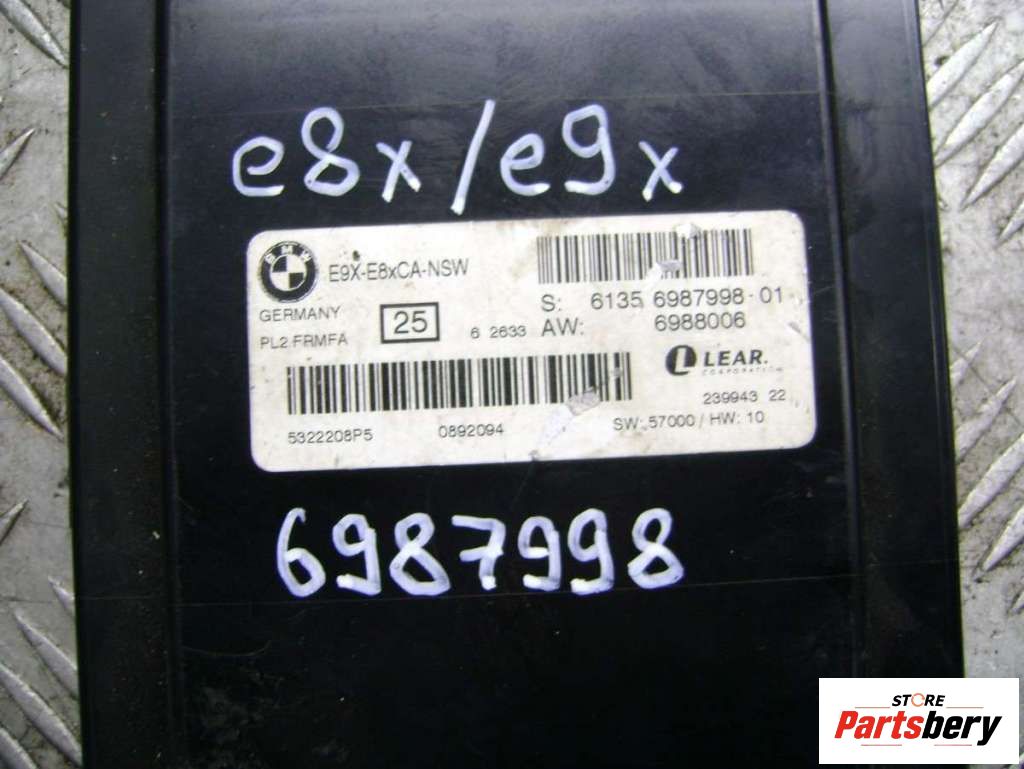 e8x/e9x
BMW
E9X-E8xCA-NSW
GERMANY
PL2 FRMFA
25
6 2633
S: 6135 6987998-01
AW: 6988006
LEAR.
CORPORATION
239943 22
5322208P5 0892094
SW: 57000 / HW: 10
6987998
STORE
Partsbery